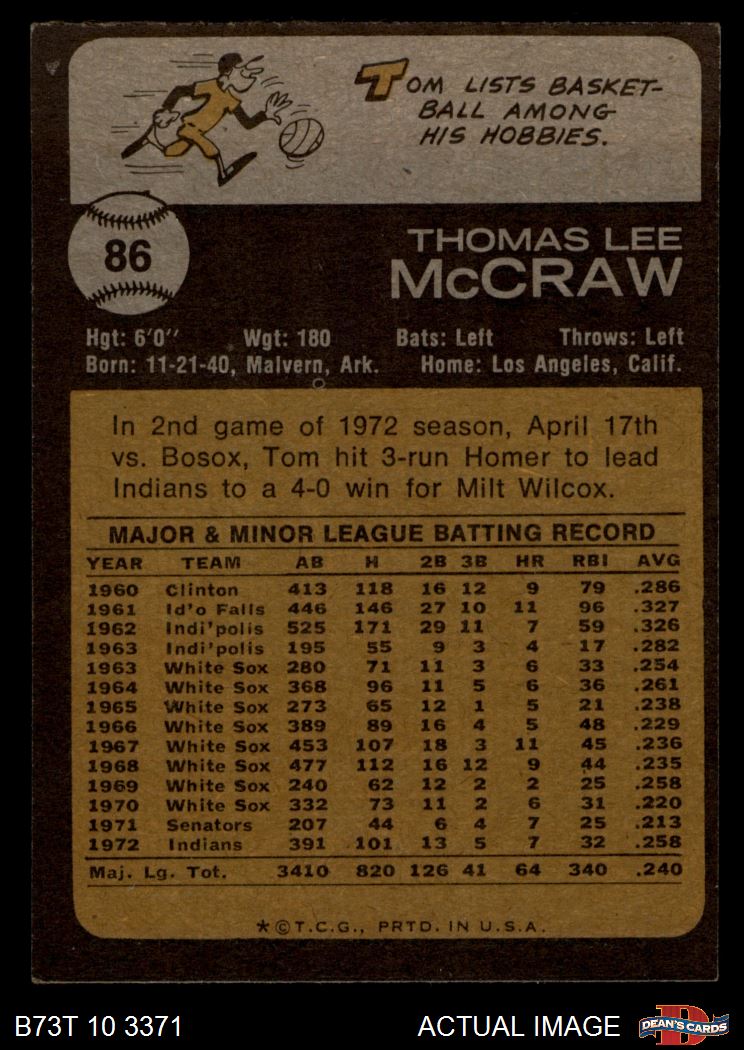 TOM LISTS BASKET-
BALL AMONG
HIS HOBBIES.
86
THOMAS LEE
McCRAW
Hgt: 6'0'' Wgt: 180 Bats: Left Throws: Left
Born: 11-21-40, Malvern, Ark. Home: Los Angeles, Calif.
In 2nd game of 1972 season, April 17th
vs. Bosox, Tom hit 3-run Homer to lead
Indians to a 4-0 win for Milt Wilcox.
MAJOR & MINOR LEAGUE BATTING RECORD
YEAR TEAM AB H 2B 3B HR RBI AVG
1960 Clinton 413 118 16 12 9 79 .286
1961 Id'o Falls 446 146 27 10 11 96 .327
1962 Indi'polis 525 171 29 11 7 59 .326
1963 Indi'polis 195 55 9 3 4 17 .282
1963 White Sox 280 71 11 3 6 33 .254
1964 White Sox 368 96 11 5 6 36 .261
1965 White Sox 273 65 12 1 5 21 .238
1966 White Sox 389 89 16 4 5 48 .229
1967 White Sox 453 107 18 3 11 45 .236
1968 White Sox 477 112 16 12 9 44 .235
1969 White Sox 240 62 12 2 2 25 .258
1970 White Sox 332 73 11 2 6 31 .220
1971 Senators 207 44 6 4 7 25 .213
1972 Indians 391 101 13 5 7 32 .258
Maj. Lg. Tot. 3410 820 126 41 64 340 .240
*©T.C.G., PRTD. IN U.S.A.
B73T 10 3371 ACTUAL IMAGE D DEAN'S CARDS